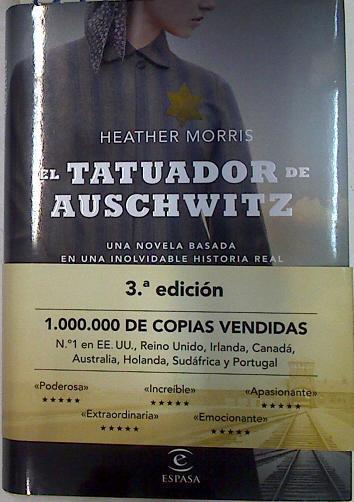 HEATHER MORRIS
EL TATUADOR DE
AUSCHWITZ
UNA NOVELA BASADA
EN UNA INOLVIDABLE HISTORIA REAL
3.ª edición
1.000.000 DE COPIAS VENDIDAS
N.º 1 en EE. UU., Reino Unido, Irlanda, Canadá,
Australia, Holanda, Sudáfrica y Portugal
«Poderosa» «Increíble» «Apasionante»
★★★★★ ★★★★★ ★★★★★
«Extraordinaria» «Emocionante»
★★★★★ ★★★★★
ESPASA